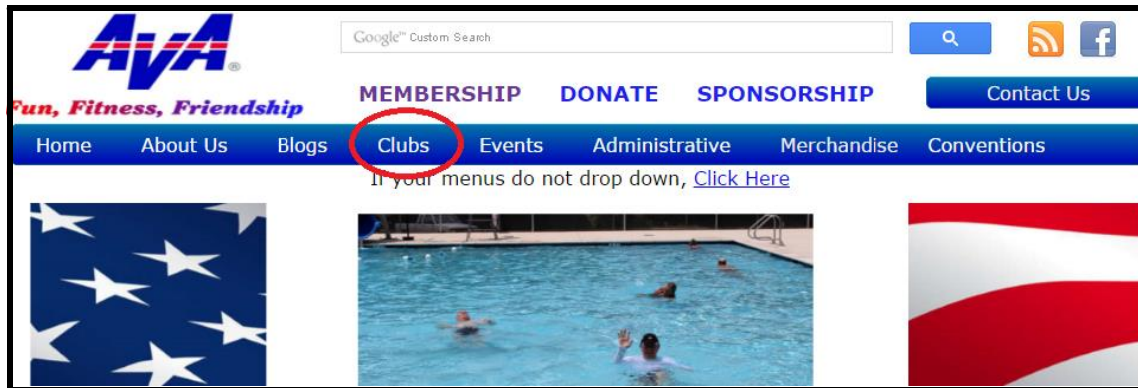 AVA®
Google™ Custom Search
Fun, Fitness, Friendship
MEMBERSHIP DONATE SPONSORSHIP Contact Us
Home About Us Blogs Clubs Events Administrative Merchandise Conventions
If your menus do not drop down, Click Here